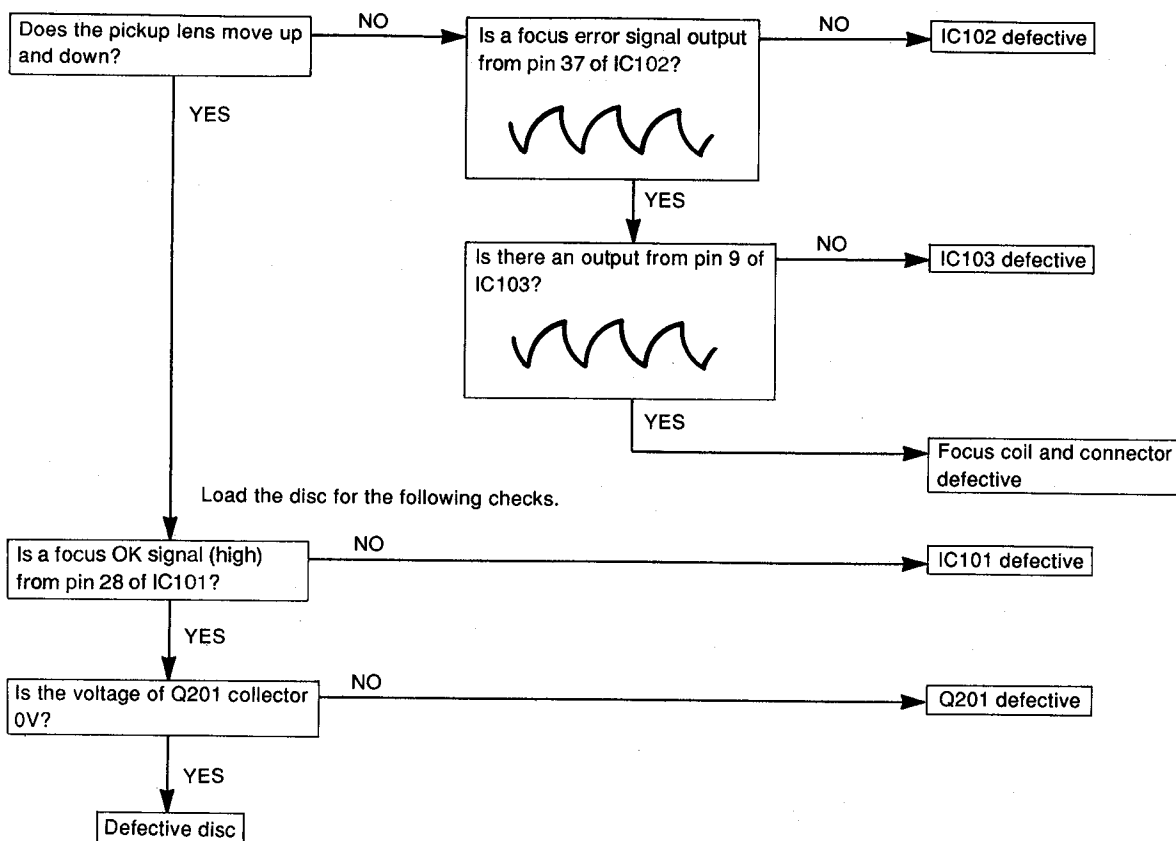 Does the pickup lens move up
and down?
NO
Is a focus error signal output
from pin 37 of IC102?
NO
IC102 defective
YES
YES
Is there an output from pin 9 of
IC103?
NO
IC103 defective
YES
Focus coil and connector
defective
Load the disc for the following checks.
Is a focus OK signal (high)
from pin 28 of IC101?
NO
IC101 defective
YES
Is the voltage of Q201 collector
0V?
NO
Q201 defective
YES
Defective disc